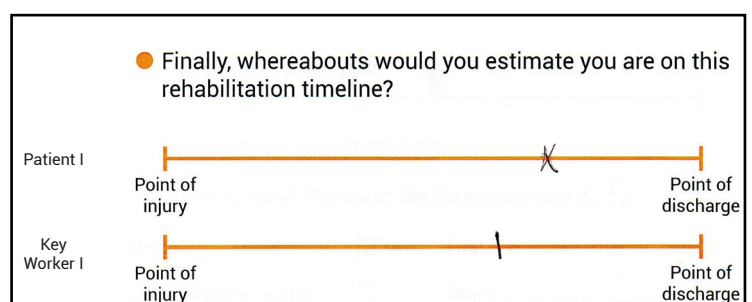 Finally, whereabouts would you estimate you are on this
rehabilitation timeline?
Patient I
Point of
injury
Point of
discharge
Key
Worker I
Point of
injury
Point of
discharge